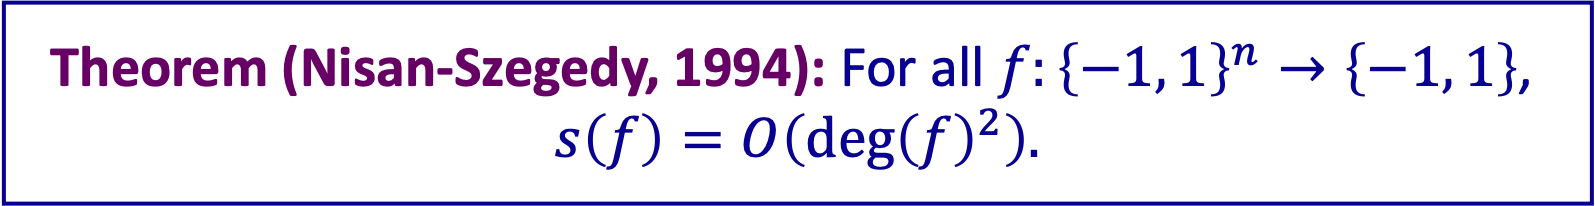 Theorem (Nisan-Szegedy, 1994): For all 𝑓: {−1, 1}ⁿ → {−1, 1},
𝑠(𝑓) = 𝑂(deg(𝑓)²).